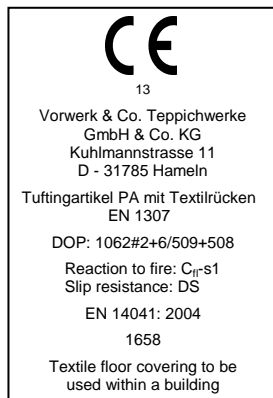 CE
13
Vorwerk & Co. Teppichwerke
GmbH & Co. KG
Kuhlmannstrasse 11
D - 31785 Hameln
Tuftingartikel PA mit Textilrücken
EN 1307
DOP: 1062#2+6/509+508
Reaction to fire: Cfl-s1
Slip resistance: DS
EN 14041: 2004
1658
Textile floor covering to be
used within a building